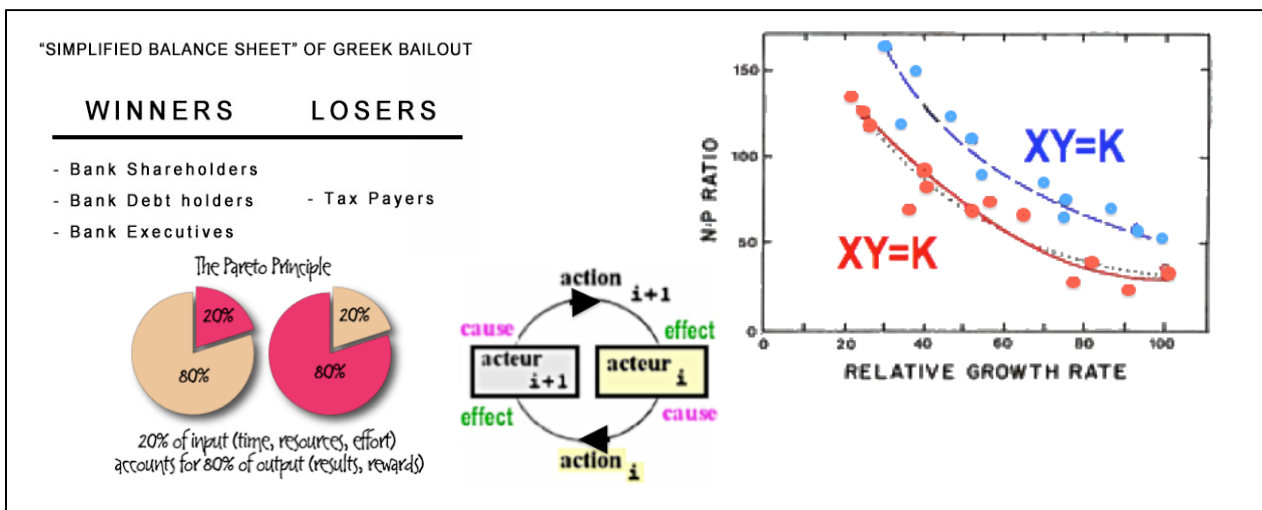 “SIMPLIFIED BALANCE SHEET” OF GREEK BAILOUT
WINNERS LOSERS
- Bank Shareholders
- Bank Debt holders - Tax Payers
- Bank Executives
The Pareto Principle
20%
80%
20%
80%
20% of input (time, resources, effort)
accounts for 80% of output (results, rewards)
action i+1
cause effect
acteur i+1 acteur i
effect cause
action i
150
100
50
0
N:P RATIO
XY=K
XY=K
0 20 40 60 80 100
RELATIVE GROWTH RATE